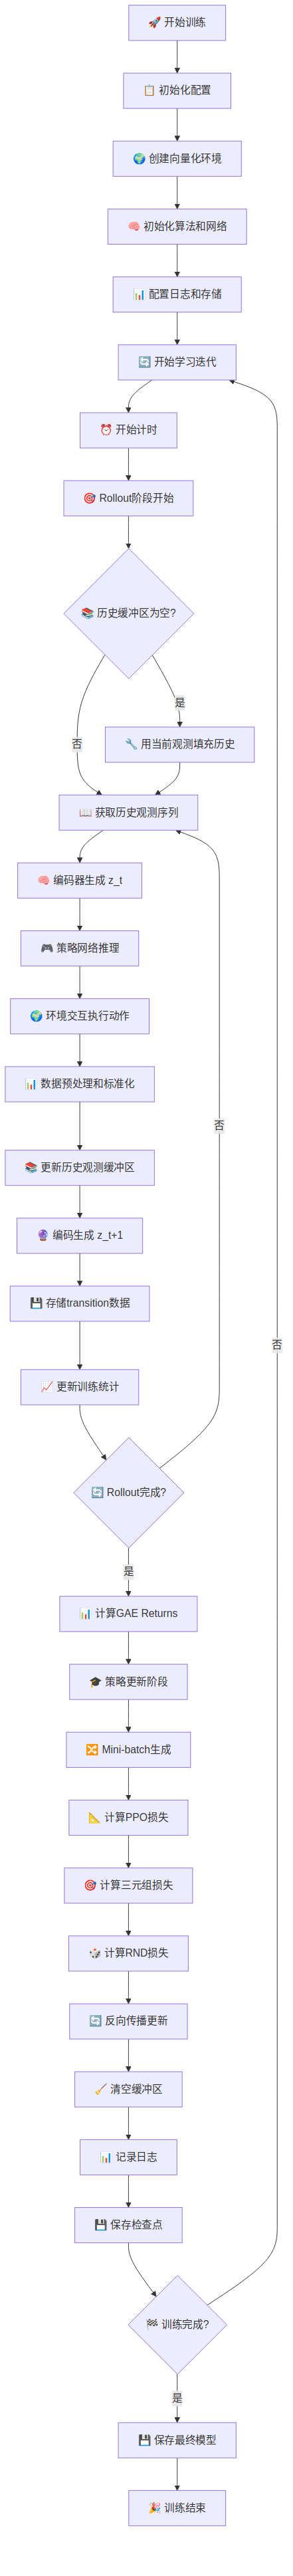 🚀 开始训练
📋 初始化配置
🌍 创建向量化环境
🧠 初始化算法和网络
📊 配置日志和存储
🔄 开始学习迭代
⏰ 开始计时
🎯 Rollout阶段开始
📚 历史缓冲区为空?
是
否
🔧 用当前观测填充历史
📖 获取历史观测序列
🧠 编码器生成 z_t
🎮 策略网络推理
🌍 环境交互执行动作
📊 数据预处理和标准化
否
📚 更新历史观测缓冲区
🔮 编码生成 z_t+1
💾 存储transition数据
否
📈 更新训练统计
🔄 Rollout完成?
是
📊 计算GAE Returns
🎓 策略更新阶段
🔀 Mini-batch生成
📐 计算PPO损失
🎯 计算三元组损失
🎲 计算RND损失
🔄 反向传播更新
🧹 清空缓冲区
📊 记录日志
💾 保存检查点
🏁 训练完成?
是
💾 保存最终模型
🎉 训练结束